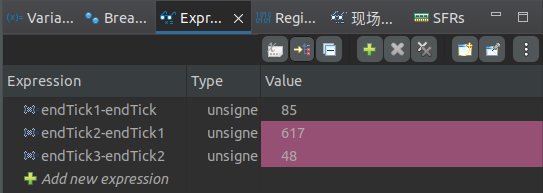 Varia... Brea... Expr... Regi... 现场... SFRs
Expression Type Value
endTick1-endTick unsigne 85
endTick2-endTick1 unsigne 617
endTick3-endTick2 unsigne 48
Add new expression